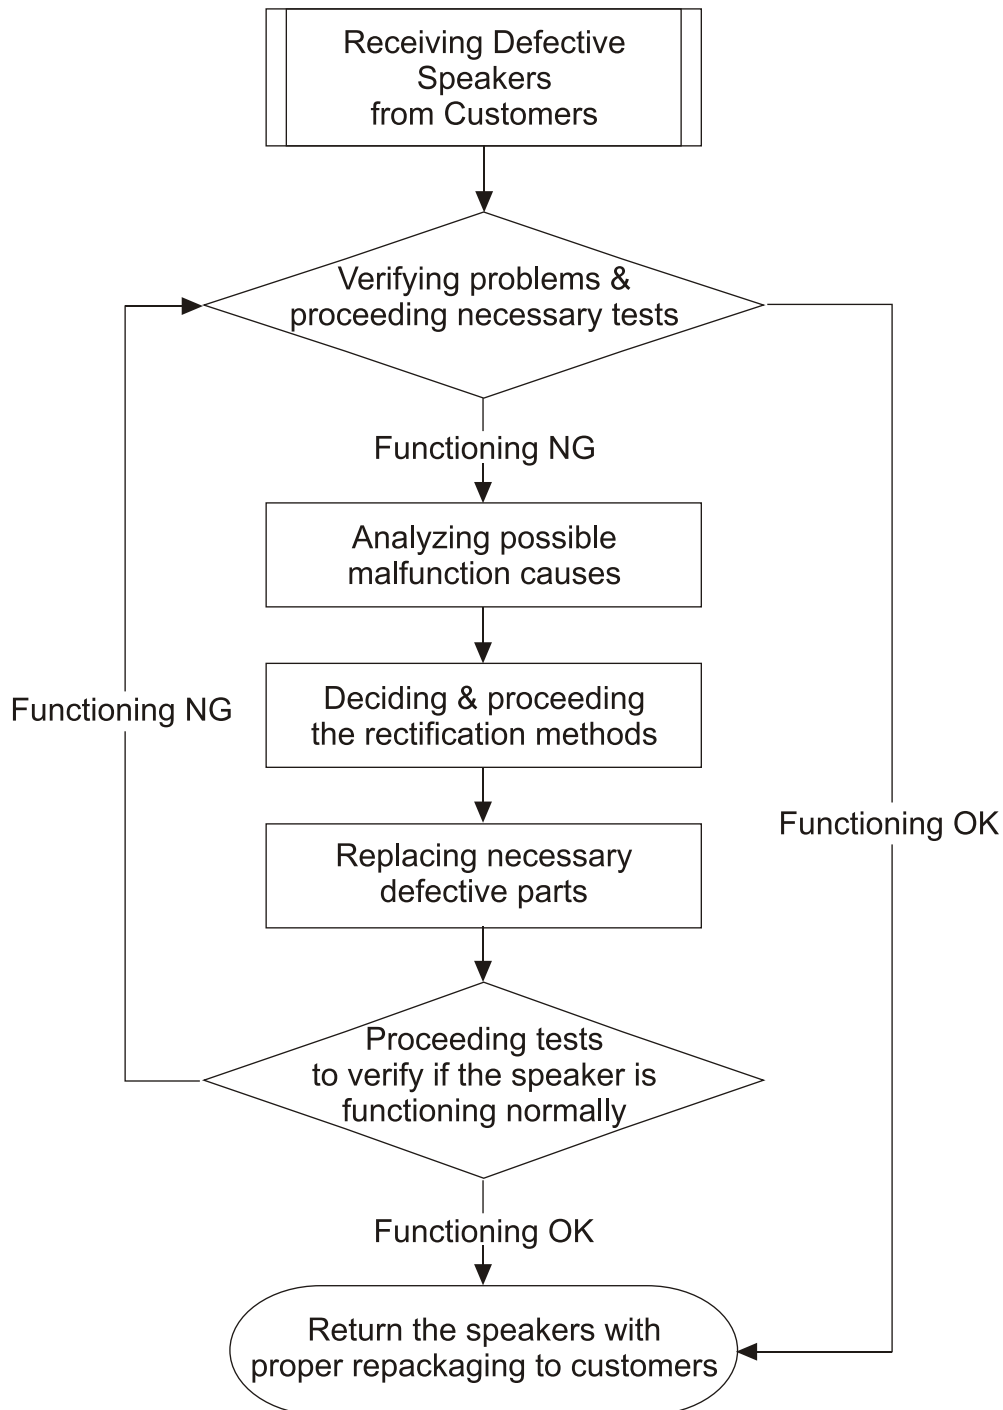 Receiving Defective
Speakers
from Customers
Verifying problems &
proceeding necessary tests
Functioning NG
Analyzing possible
malfunction causes
Deciding & proceeding
the rectification methods
Functioning NG
Replacing necessary
defective parts
Functioning OK
Proceeding tests
to verify if the speaker is
functioning normally
Functioning OK
Return the speakers with
proper repackaging to customers